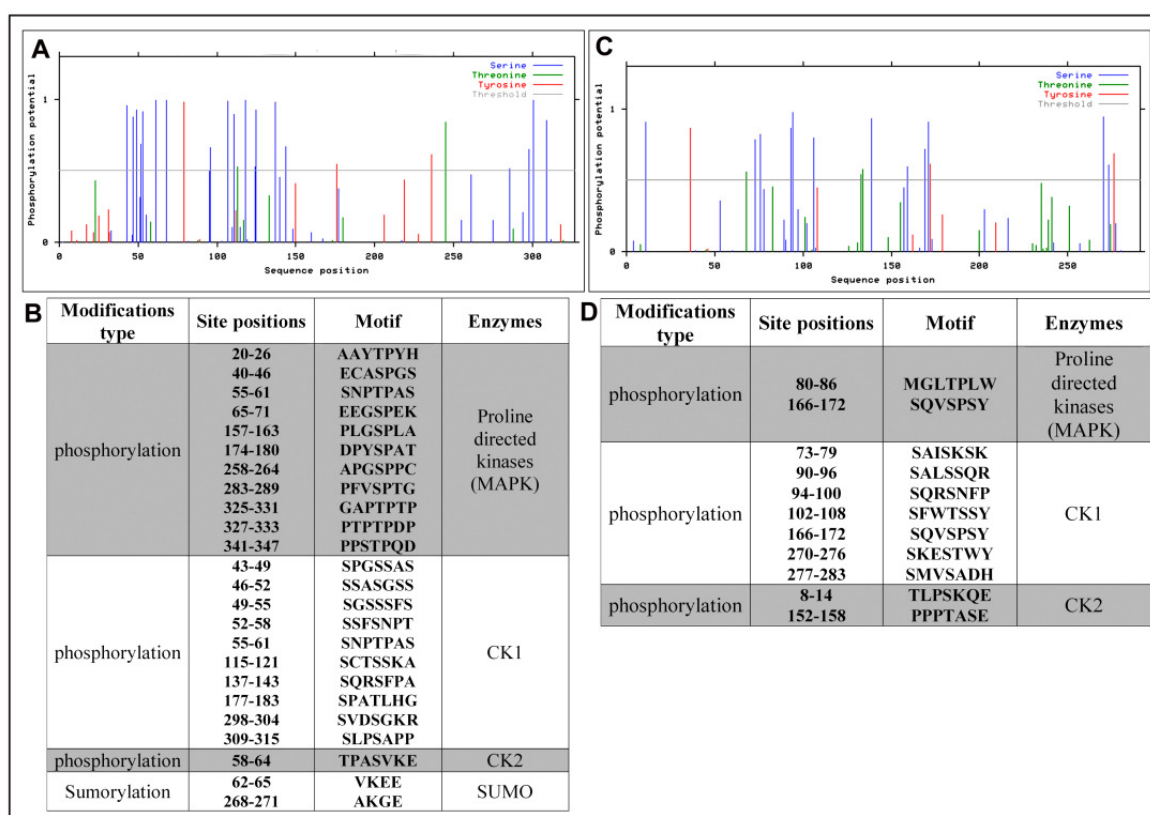 A
Phosphorylation potential
1
0
Serine
Threonine
Tyrosine
Threshold
0 50 100 150 200 250 300
Sequence position
C
Phosphorylation potential
1
0
Serine
Threonine
Tyrosine
Threshold
0 50 100 150 200 250
Sequence position
B
Modifications type Site positions Motif Enzymes
phosphorylation
20-26 AAYTPYH
40-46 ECASPGS
55-61 SNPTPAS
65-71 EEGSPEK
157-163 PLGSPLA
174-180 DPYSPAT
258-264 APGSPPC
283-289 PFVSPTG
325-331 GAPTPTP
327-333 PTPTPDP
341-347 PPSTPQD
Proline
directed
kinases
(MAPK)
phosphorylation
43-49 SPGSSAS
46-52 SSASGSS
49-55 SGSSSFS
52-58 SSFSNPT
55-61 SNPTPAS
115-121 SCTSSKA
137-143 SQRSFPA
177-183 SPATLHG
298-304 SVDSGKR
309-315 SLPSAPP
CK1
phosphorylation 58-64 TPASVKE CK2
Sumorylation
62-65 VKEE
268-271 AKGE
SUMO
D
Modifications type Site positions Motif Enzymes
phosphorylation
80-86 MGLTPLW
166-172 SQVSPSY
Proline
directed
kinases
(MAPK)
phosphorylation
73-79 SAISKSK
90-96 SALSSQR
94-100 SQRSNFP
102-108 SFWTSSY
166-172 SQVSPSY
270-276 SKESTWY
277-283 SMVSADH
CK1
phosphorylation
8-14 TLPSKQE
152-158 PPPTASE
CK2